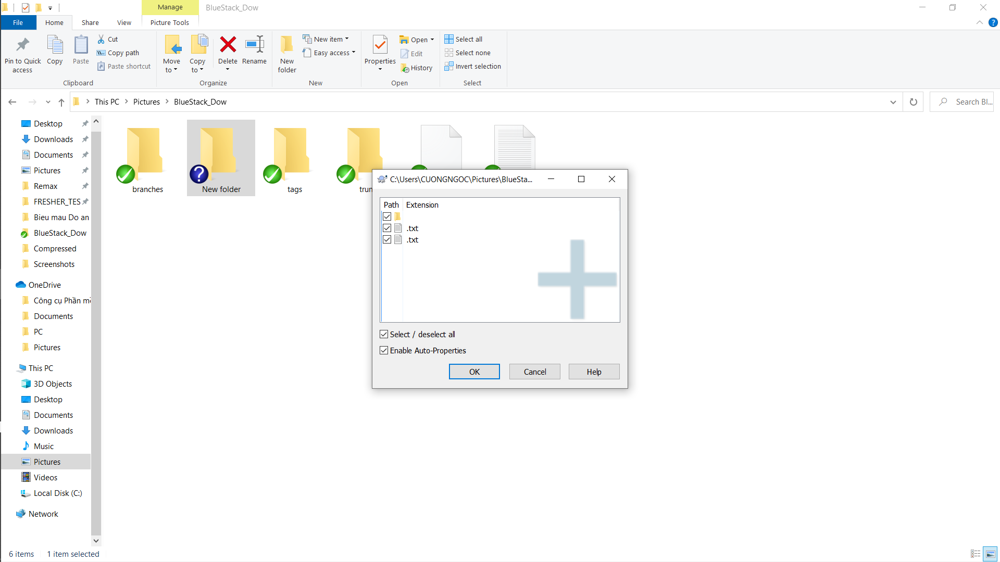 Manage
BlueStack_Dow
File
Home
Share
View
Picture Tools
?
Pin to Quick access
Copy
Paste
Cut
Copy path
Paste shortcut
Clipboard
Move to
Copy to
Delete
Rename
Organize
New folder
New item
Easy access
New
Properties
Open
Edit
History
Open
Select all
Select none
Invert selection
Select
This PC
Pictures
BlueStack_Dow
Search Bl...
Desktop
Downloads
Documents
Pictures
Remax
FRESHER_TES
Bieu mau Do an
BlueStack_Dow
Compressed
Screenshots
OneDrive
Công cụ Phần
Documents
PC
Pictures
This PC
3D Objects
Desktop
Documents
Downloads
Music
Pictures
Videos
Local Disk (C:)
Network
branches
? New folder
tags
trun
C:\Users\CUONGNGOC\Pictures\BlueSta...
Path Extension
.txt
.txt
Select / deselect all
Enable Auto-Properties
OK
Cancel
Help
6 items
1 item selected